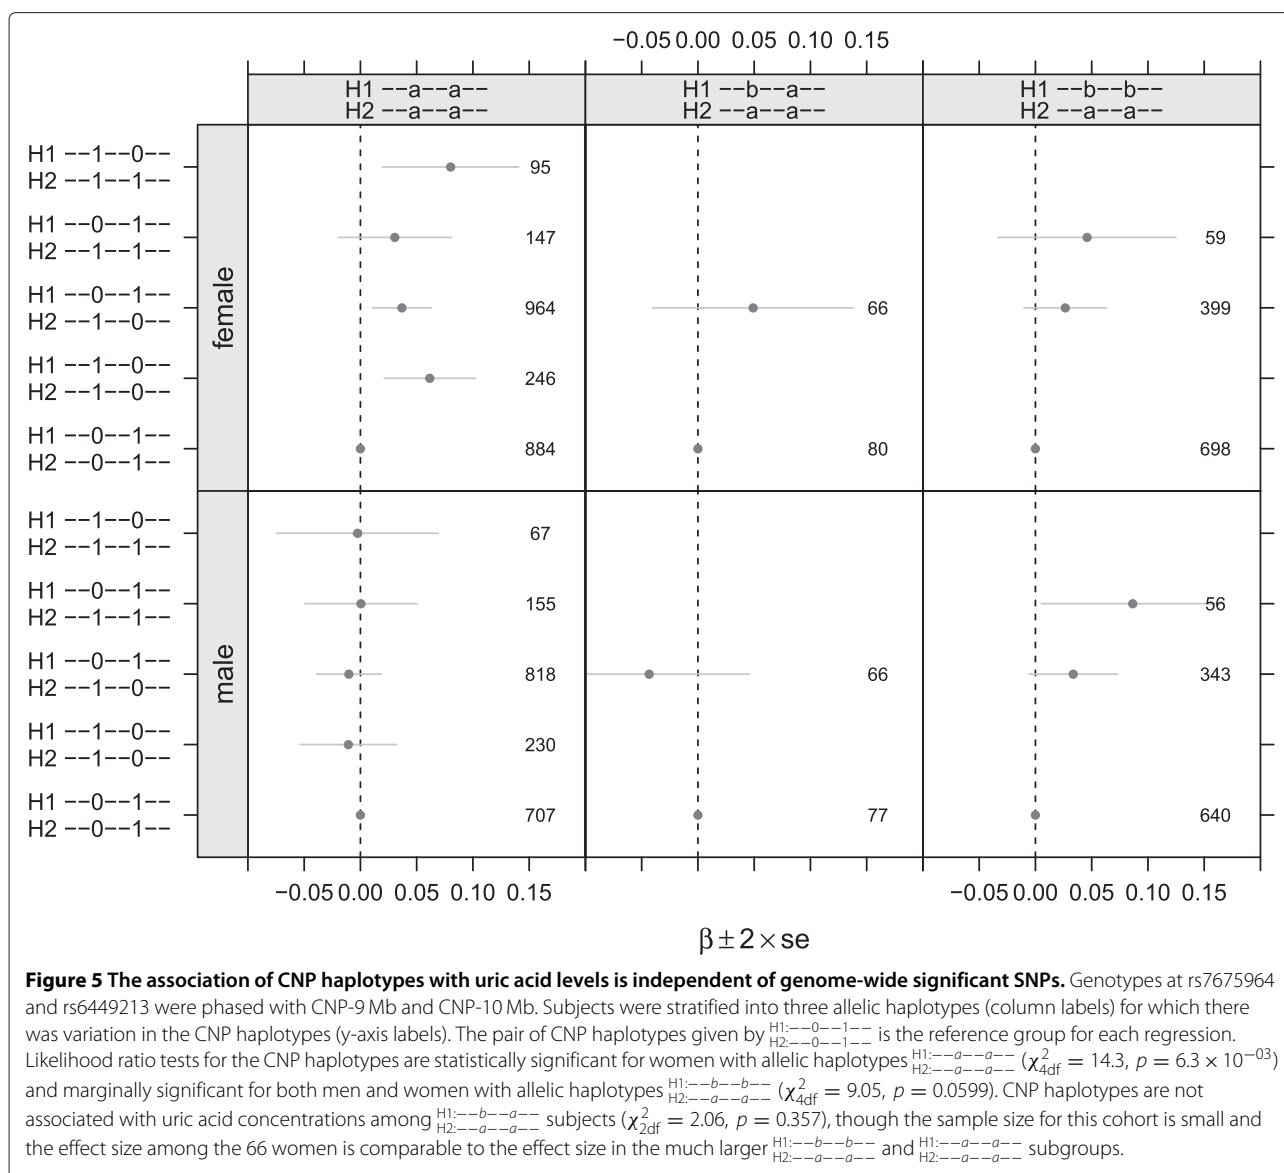 −0.05 0.00 0.05 0.10 0.15
H1 −−a−−a−− H1 −−b−−a−− H1 −−b−−b−−
H2 −−a−−a−− H2 −−a−−a−− H2 −−a−−a−−
female
H1 −−1−−0−−
H2 −−1−−1−−
95
H1 −−0−−1−−
H2 −−1−−1−−
147 59
H1 −−0−−1−−
H2 −−1−−0−−
964 66 399
H1 −−1−−0−−
H2 −−1−−0−−
246
H1 −−0−−1−−
H2 −−0−−1−−
884 80 698
male
H1 −−1−−0−−
H2 −−1−−1−−
67
H1 −−0−−1−−
H2 −−1−−1−−
155 56
H1 −−0−−1−−
H2 −−1−−0−−
818 66 343
H1 −−1−−0−−
H2 −−1−−0−−
230
H1 −−0−−1−−
H2 −−0−−1−−
707 77 640
−0.05 0.00 0.05 0.10 0.15 −0.05 0.00 0.05 0.10 0.15
β ± 2 × se
Figure 5 The association of CNP haplotypes with uric acid levels is independent of genome-wide significant SNPs. Genotypes at rs7675964
and rs6449213 were phased with CNP-9 Mb and CNP-10 Mb. Subjects were stratified into three allelic haplotypes (column labels) for which there
was variation in the CNP haplotypes (y-axis labels). The pair of CNP haplotypes given by H1:−−0−−1−− H2:−−0−−1−− is the reference group for each regression.
Likelihood ratio tests for the CNP haplotypes are statistically significant for women with allelic haplotypes H1:−−a−−a−− H2:−−a−−a−− (χ²4df = 14.3, p = 6.3 × 10⁻⁰³)
and marginally significant for both men and women with allelic haplotypes H1:−−b−−b−− H2:−−a−−a−− (χ²4df = 9.05, p = 0.0599). CNP haplotypes are not
associated with uric acid concentrations among H1:−−b−−a−− H2:−−a−−a−− subjects (χ²2df = 2.06, p = 0.357), though the sample size for this cohort is small and
the effect size among the 66 women is comparable to the effect size in the much larger H1:−−b−−b−− H2:−−a−−a−− and H1:−−a−−a−− H2:−−a−−a−− subgroups.